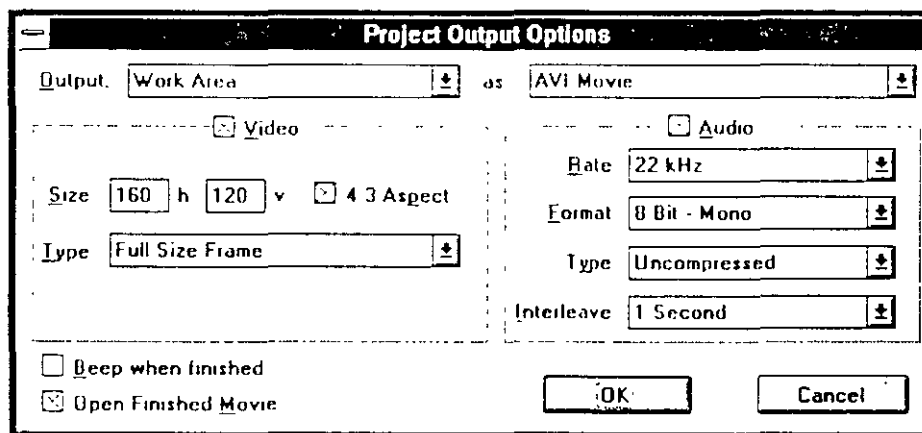 Project Output Options
Output. Work Area as AVI Movie
Video
Audio
Size 160 h 120 v 4 3 Aspect
Type Full Size Frame
Rate 22 kHz
Format 8 Bit - Mono
Type Uncompressed
Interleave 1 Second
Beep when finished
Open Finished Movie
OK
Cancel